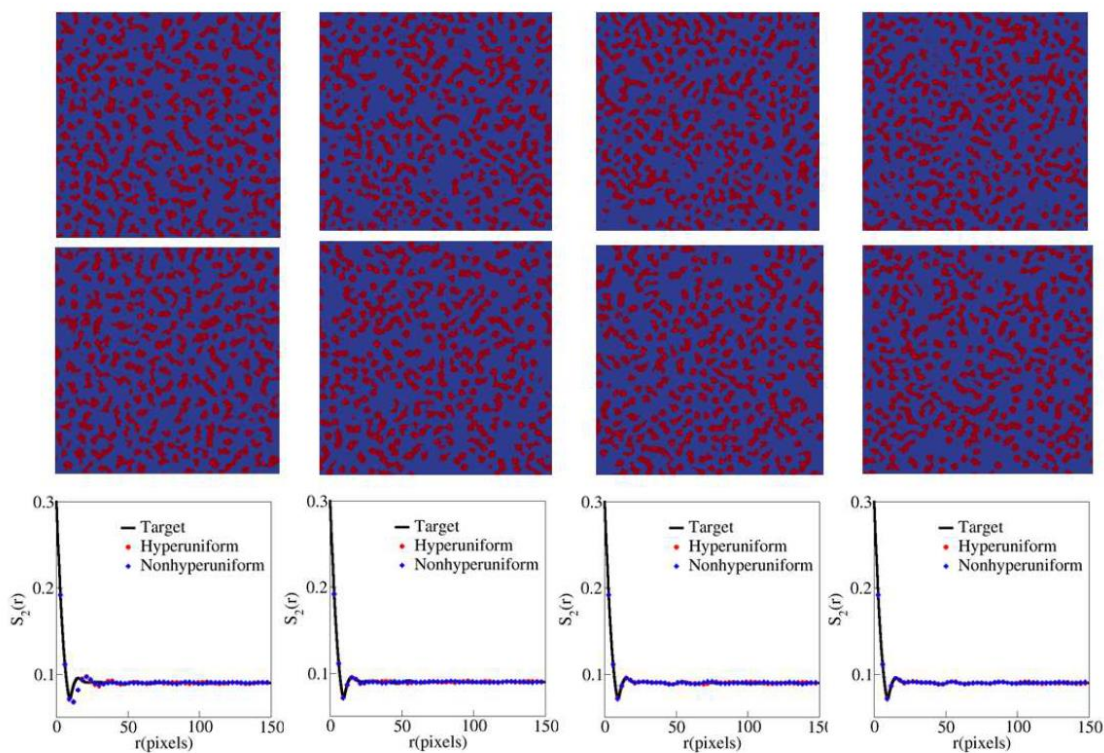 0.3
0.2
0.1
S₂(r)
Target
Hyperuniform
Nonhyperuniform
0 50 100 150
r(pixels)
0.3
0.2
0.1
S₂(r)
Target
Hyperuniform
Nonhyperuniform
0 50 100 150
r(pixels)
0.3
0.2
0.1
S₂(r)
Target
Hyperuniform
Nonhyperuniform
0 50 100 150
r(pixels)
0.3
0.2
0.1
S₂(r)
Target
Hyperuniform
Nonhyperuniform
0 50 100 150
r(pixels)